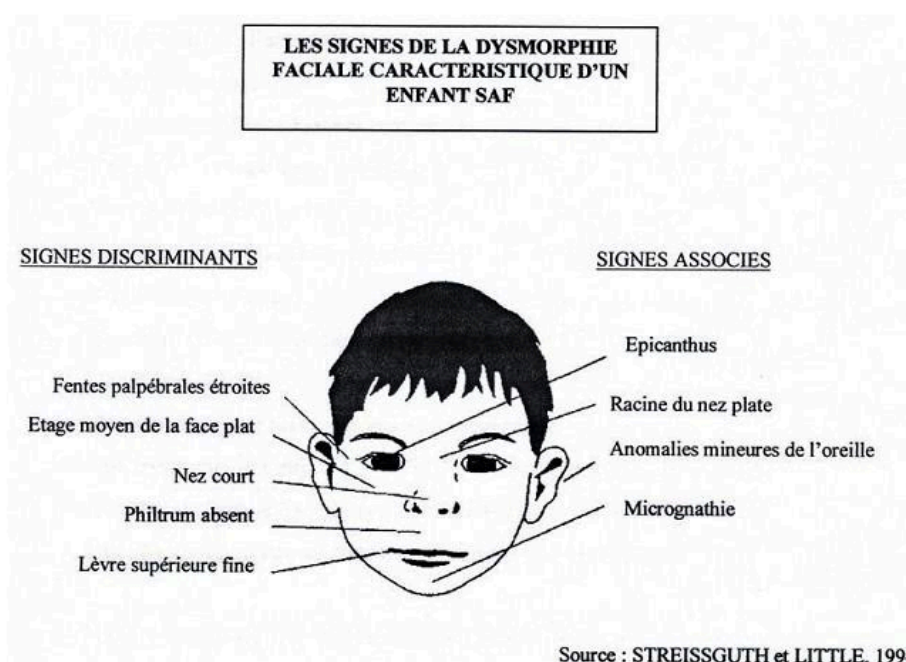 LES SIGNES DE LA DYSMORPHIE
FACIALE CARACTERISTIQUE D'UN
ENFANT SAF
SIGNES DISCRIMINANTS
Fentes palpébrales étroites
Etage moyen de la face plat
Nez court
Philtrum absent
Lèvre supérieure fine
SIGNES ASSOCIES
Epicanthus
Racine du nez plate
Anomalies mineures de l'oreille
Micrognathie
Source : STREISSGUTH et LITTLE,